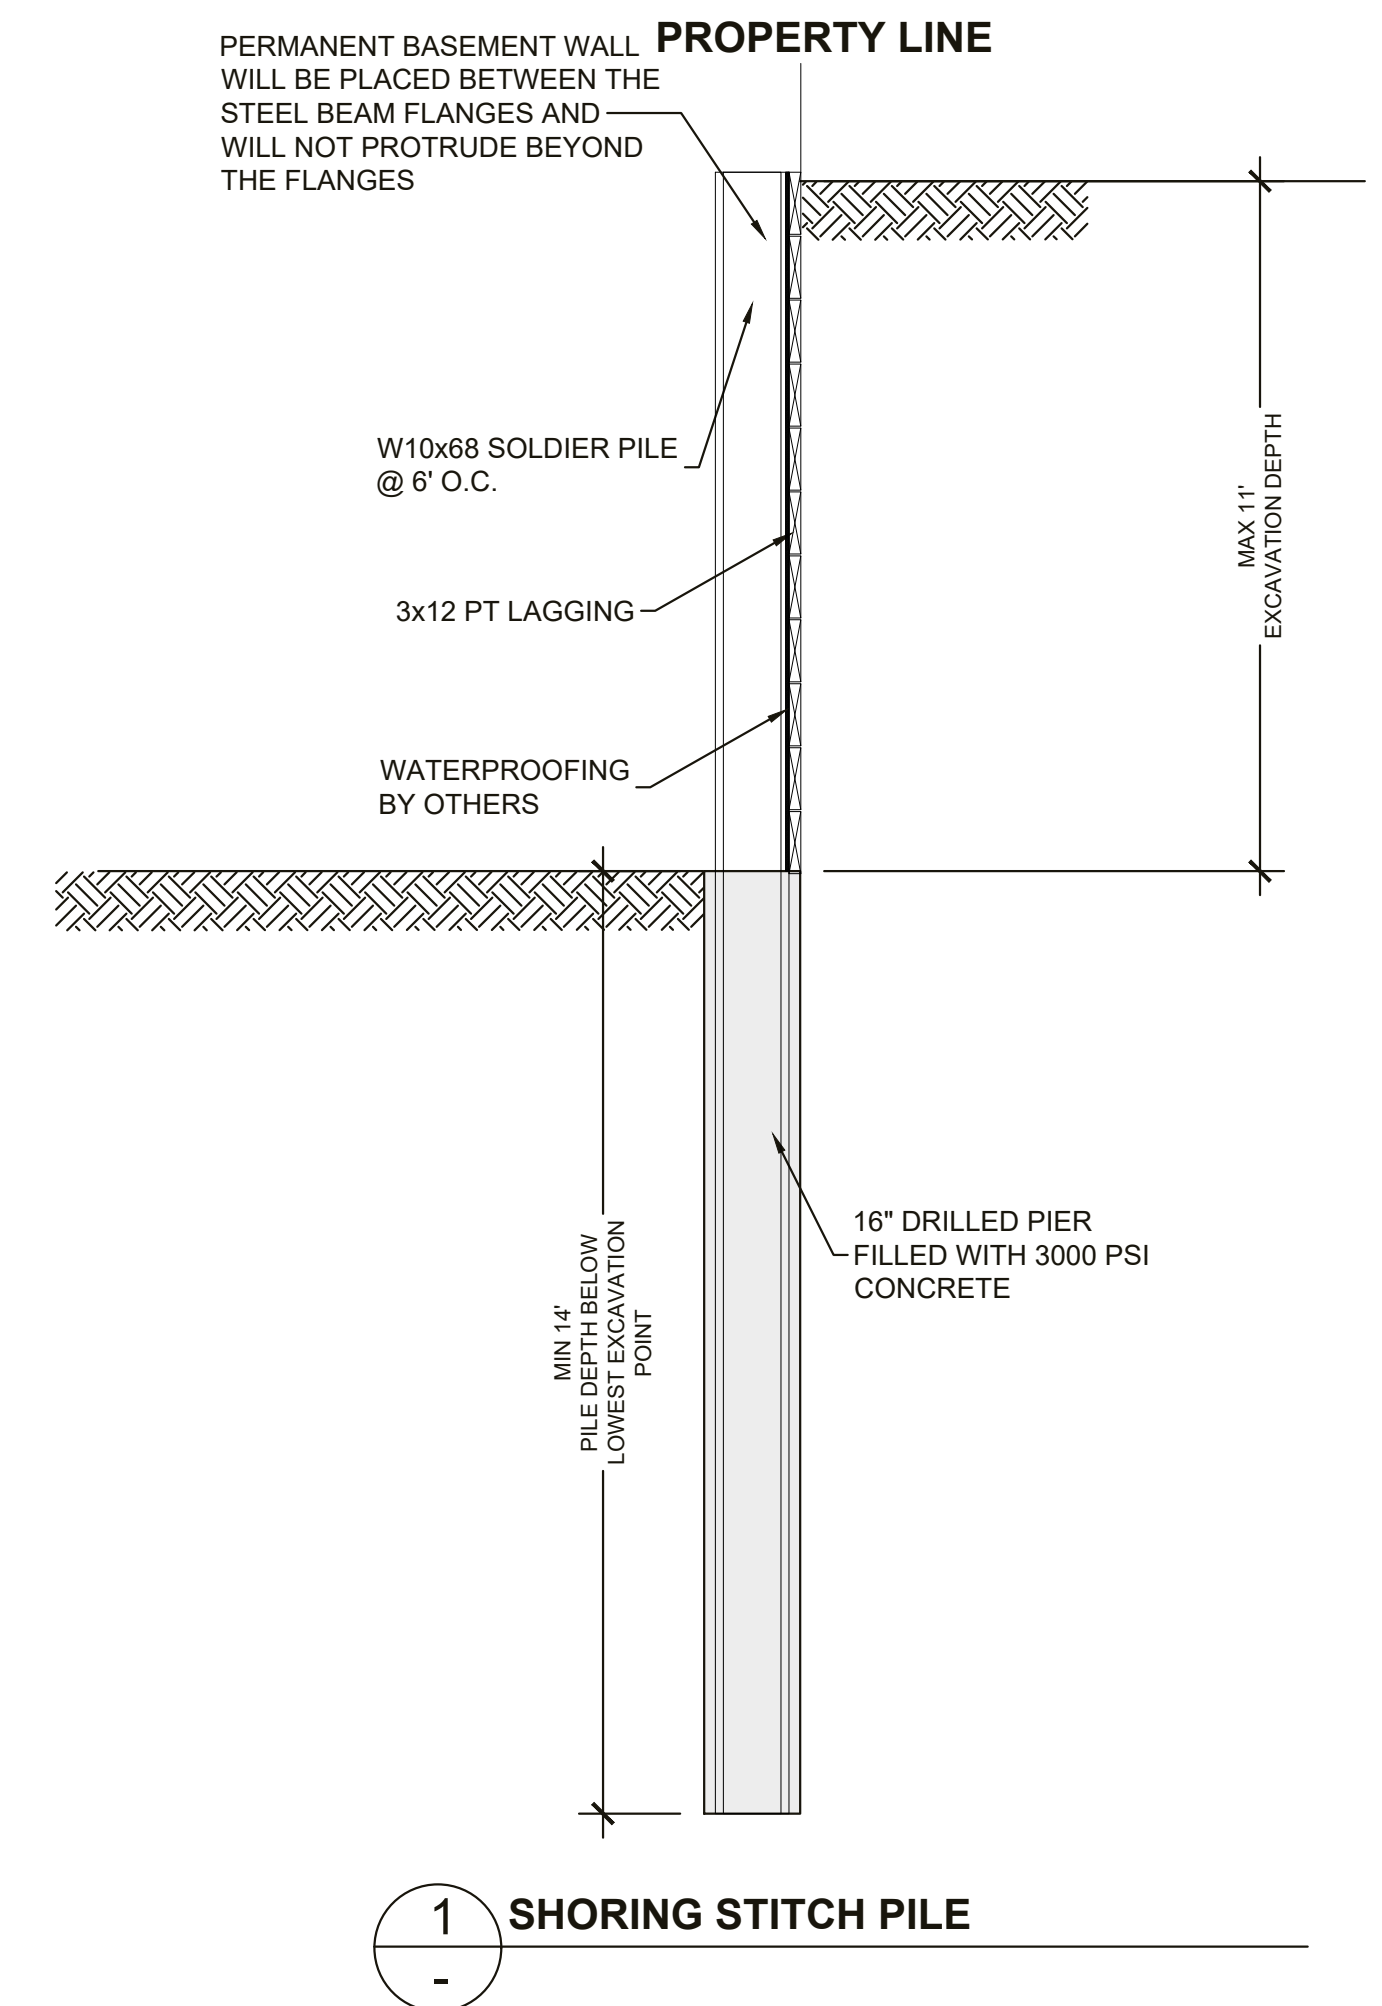 PROPERTY LINE
PERMANENT BASEMENT WALL
WILL BE PLACED BETWEEN THE
STEEL BEAM FLANGES AND
WILL NOT PROTRUDE BEYOND
THE FLANGES
W10x68 SOLDIER PILE
@ 6' O.C.
MAX 11'
EXCAVATION DEPTH
3x12 PT LAGGING
WATERPROOFING
BY OTHERS
16" DRILLED PIER
FILLED WITH 3000 PSI
CONCRETE
MIN 14'
PILE DEPTH BELOW
LOWEST EXCAVATION
POINT
1
SHORING STITCH PILE
-